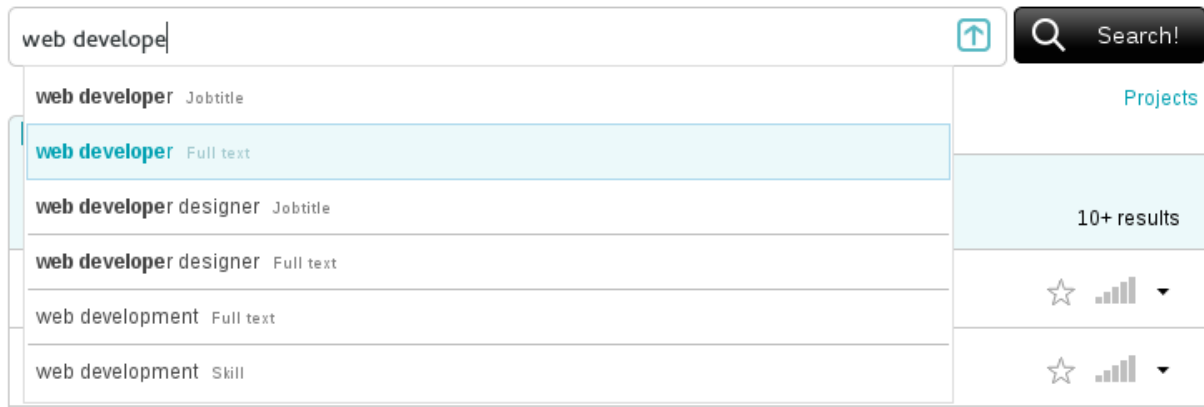 web develope
Search!
web developer Jobtitle
Projects
web developer Full text
web developer designer Jobtitle
10+ results
web developer designer Full text
web development Full text
web development Skill